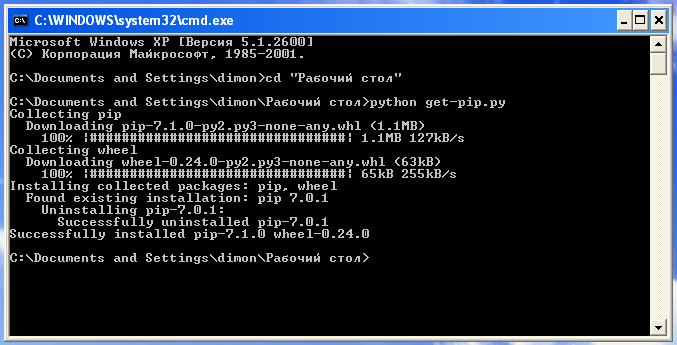 C:\WINDOWS\system32\cmd.exe
Microsoft Windows XP [Версия 5.1.2600]
(С) Корпорация Майкрософт, 1985-2001.
C:\Documents and Settings\dimon>cd "Рабочий стол"
C:\Documents and Settings\dimon\Рабочий стол>python get-pip.py
Collecting pip
  Downloading pip-7.1.0-py2.py3-none-any.whl (1.1MB)
    100% |################################| 1.1MB 127kB/s
Collecting wheel
  Downloading wheel-0.24.0-py2.py3-none-any.whl (63kB)
    100% |################################| 65kB 255kB/s
Installing collected packages: pip, wheel
  Found existing installation: pip 7.0.1
    Uninstalling pip-7.0.1:
      Successfully uninstalled pip-7.0.1
Successfully installed pip-7.1.0 wheel-0.24.0
C:\Documents and Settings\dimon\Рабочий стол>